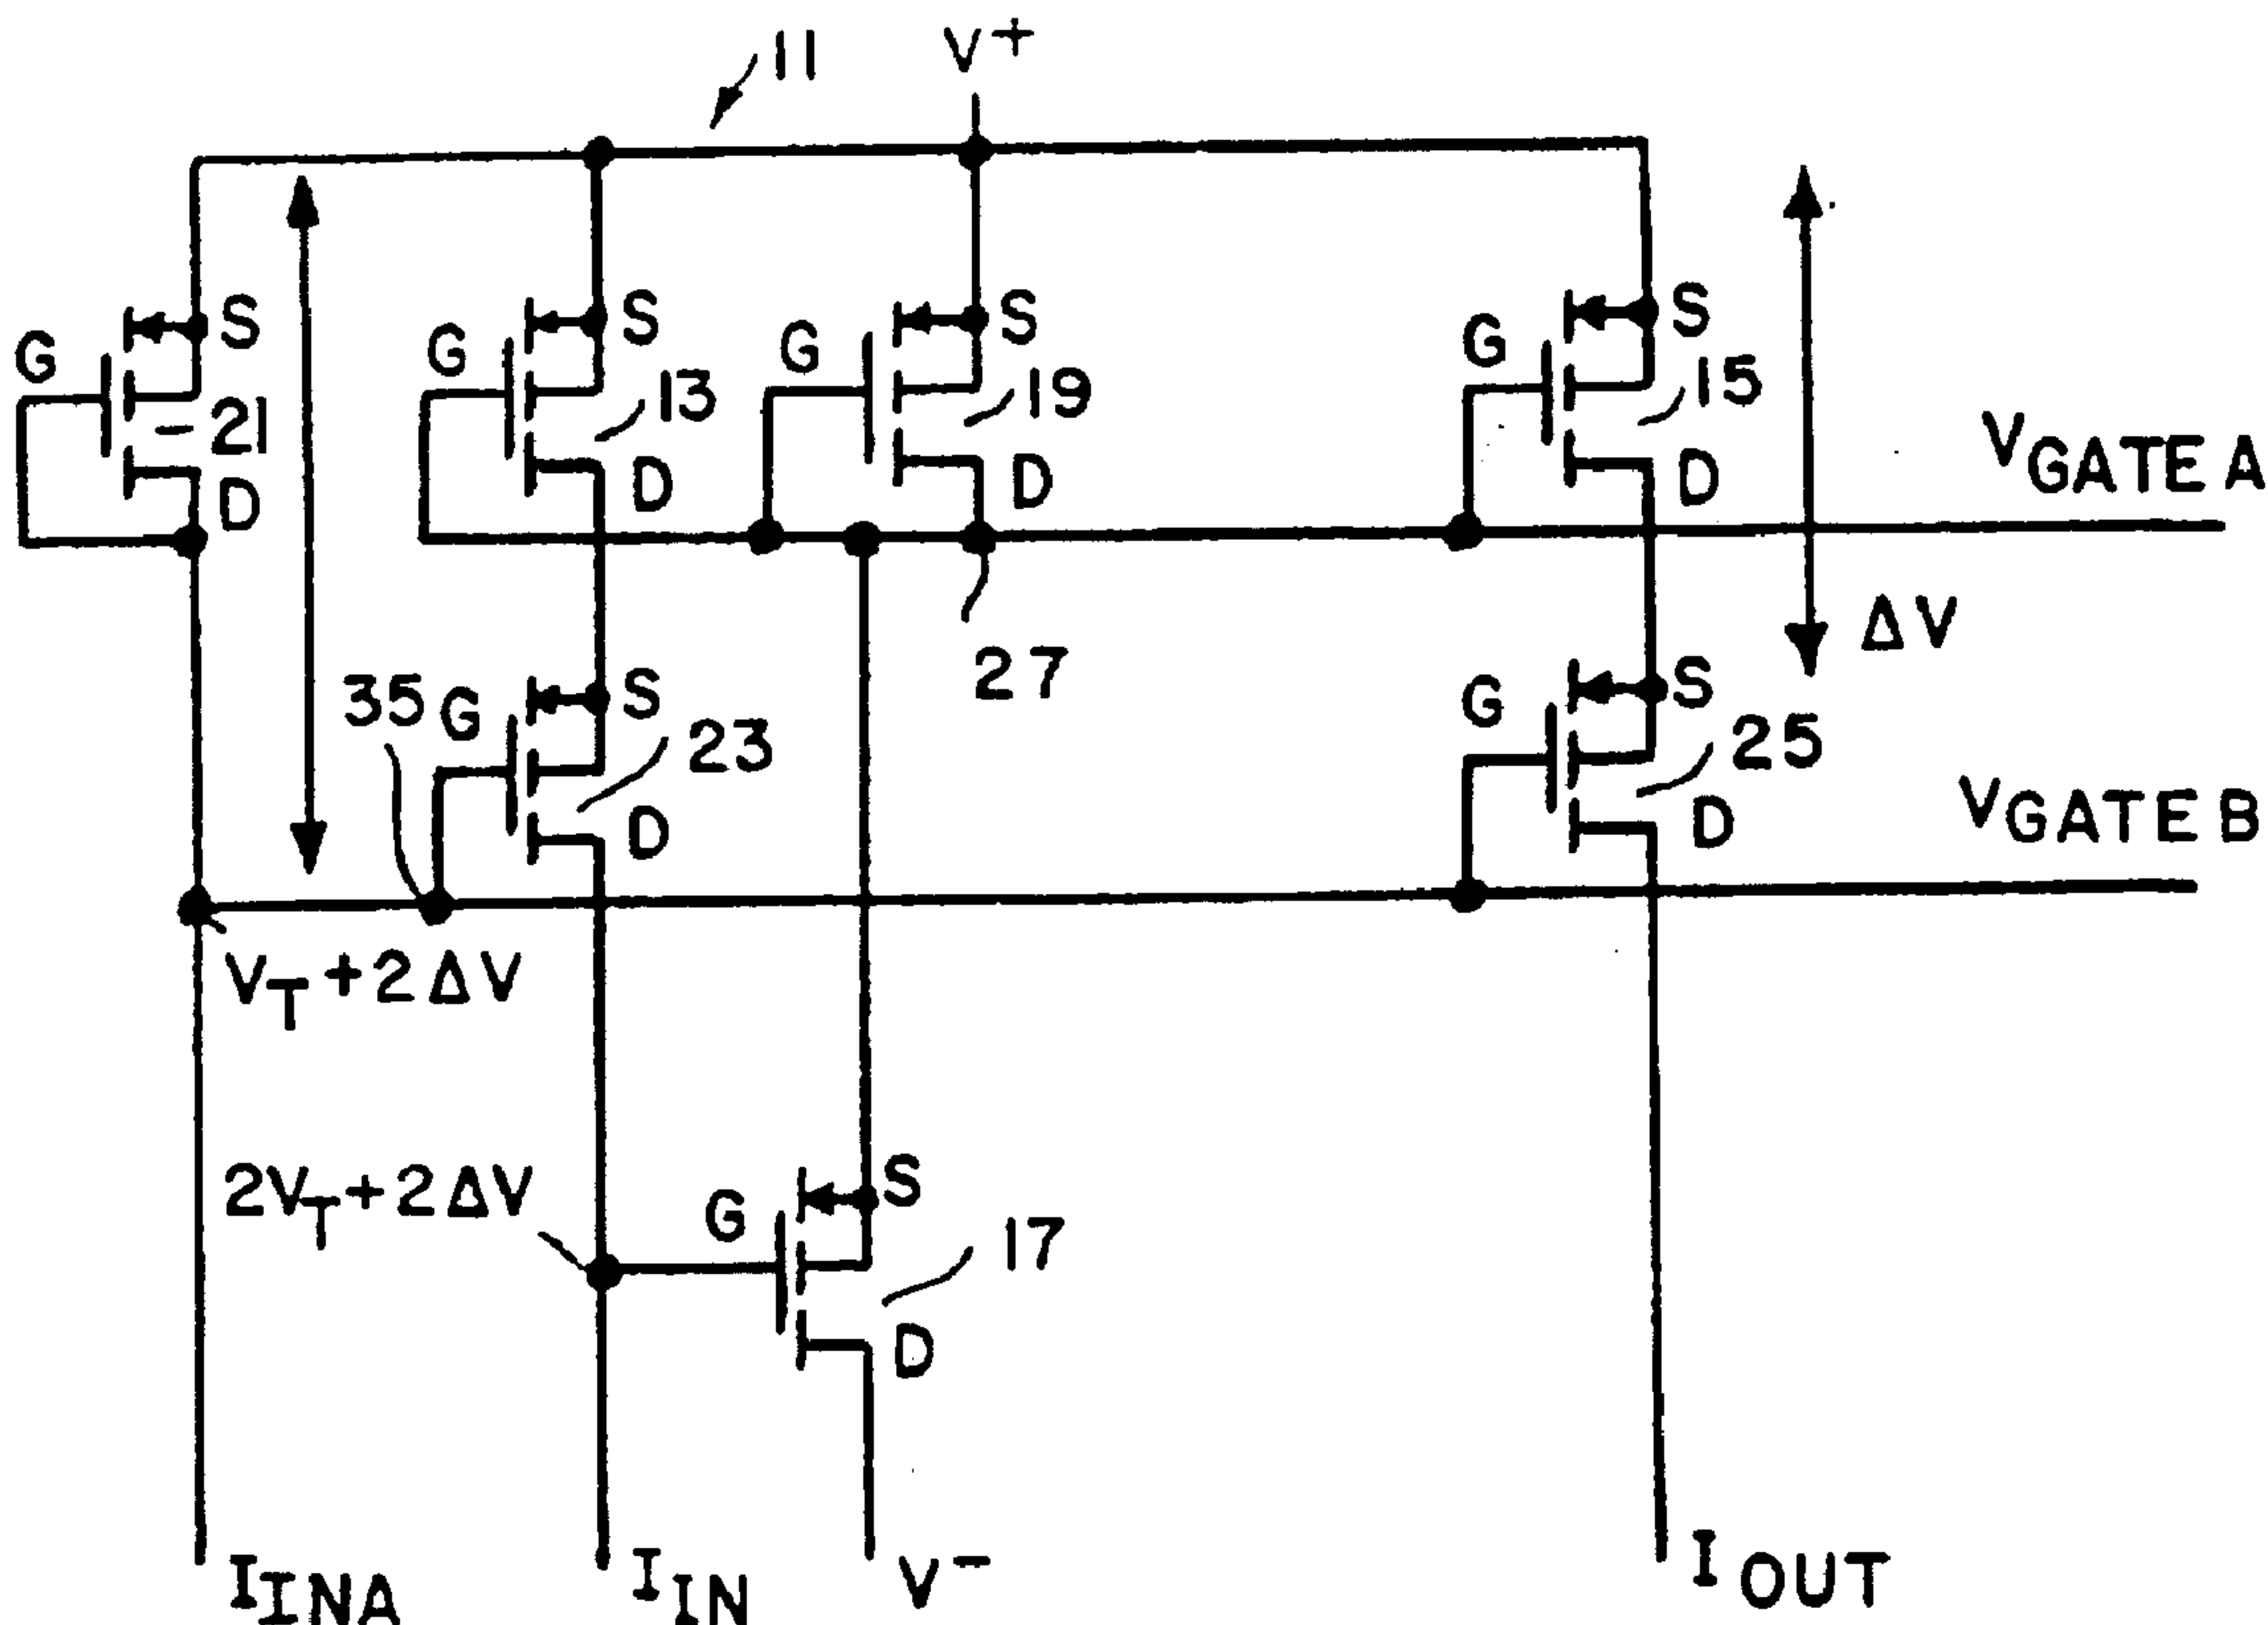 11
V+
G
S
21
D
G
S
13
D
G
S
19
D
G
S
15
D
VGATE A
27
ΔV
35
G
S
23
D
G
S
25
D
VGATE B
VT+2ΔV
2VT+2ΔV
G
S
17
D
IINA
IIN
V-
IOUT